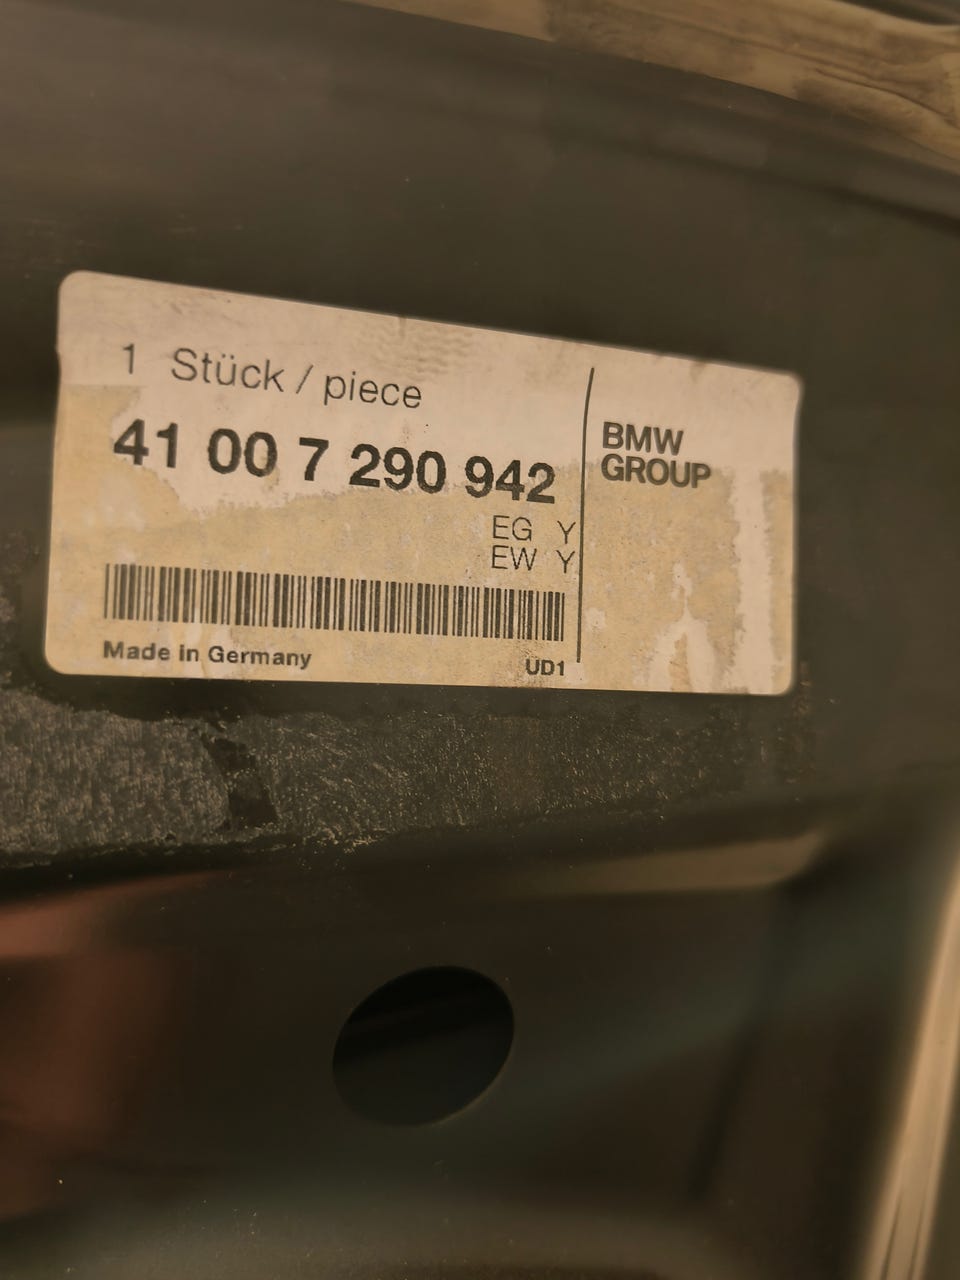 1 Stück / piece
41 00 7 290 942
EG Y
EW Y
Made in Germany
UD1
BMW
GROUP